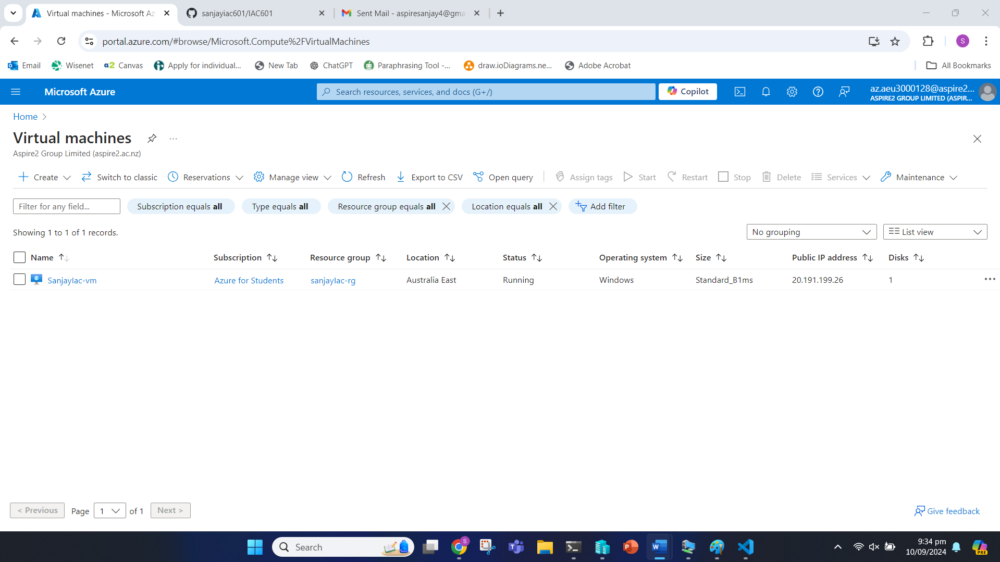 Virtual machines - Microsoft Az
sanjayiac601/IAC601
Sent Mail - aspiresanjay4@gma
portal.azure.com/#browse/Microsoft.Compute%2FVirtualMachines
S
Email
Wisenet
a2 Canvas
Apply for individual...
New Tab
ChatGPT
Paraphrasing Tool -...
draw.ioDiagrams.ne...
Adobe Acrobat
All Bookmarks
Microsoft Azure
Search resources, services, and docs (G+/)
Copilot
az.aeu3000128@aspire2...
ASPIRE2 GROUP LIMITED (ASPIR...
Home
Virtual machines
...
Aspire2 Group Limited (aspire2.ac.nz)
Create
Switch to classic
Reservations
Manage view
Refresh
Export to CSV
Open query
Assign tags
Start
Restart
Stop
Delete
Services
Maintenance
Filter for any field...
Subscription equals all
Type equals all
Resource group equals all
Location equals all
Add filter
Showing 1 to 1 of 1 records.
No grouping
List view
Name Subscription Resource group Location Status Operating system Size Public IP address Disks
SanjayIac-vm Azure for Students sanjayIac-rg Australia East Running Windows Standard_B1ms 20.191.199.26 1
< Previous Page 1 of 1 Next >
Give feedback
Search
S
9:34 pm
10/09/2024
PRE